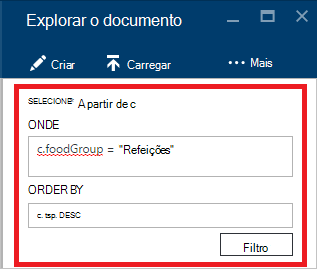 Explorar o documento
Criar Carregar ••• Mais
SELECIONE* A partir de c
ONDE
c.foodGroup = "Refeições"
ORDER BY
c. tsp. DESC
Filtro